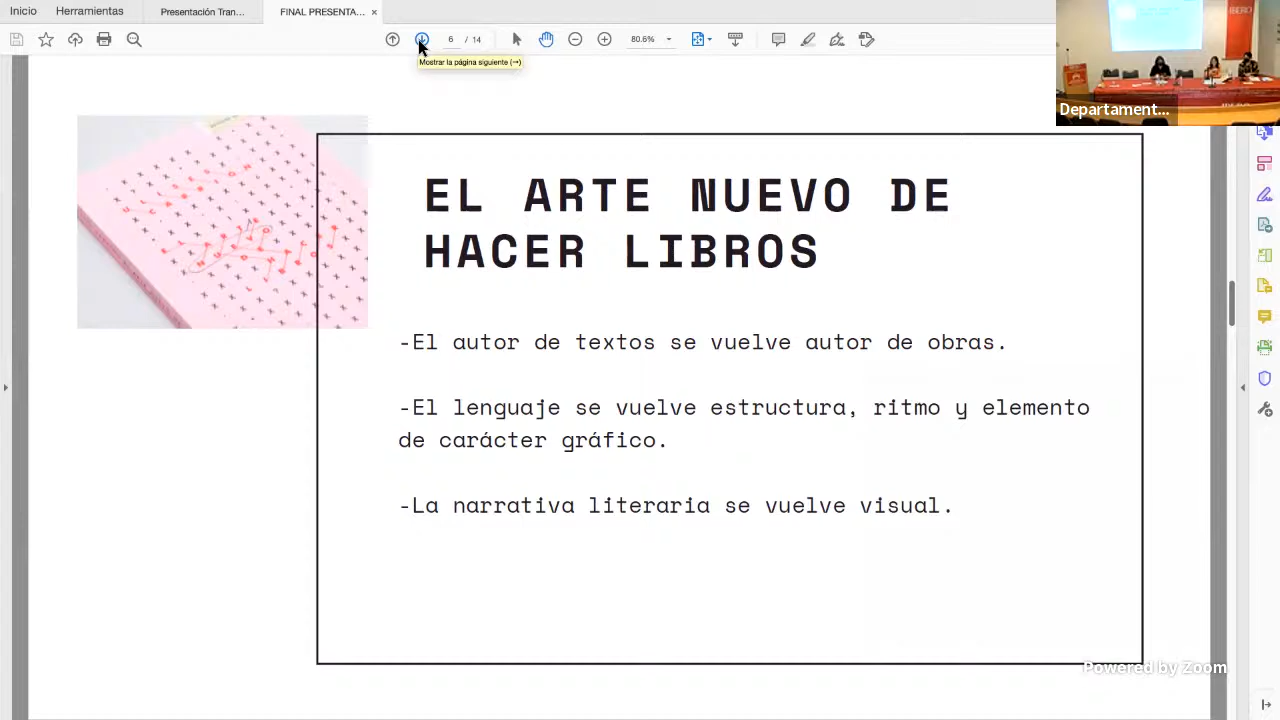 Inicio
Herramientas
Presentación Tran...
FINAL PRESENTA... ×
6 / 14
80.6%
Mostrar la página siguiente (→)
IBERO
Departament...
EL ARTE NUEVO DE
HACER LIBROS
-El autor de textos se vuelve autor de obras.
-El lenguaje se vuelve estructura, ritmo y elemento
de carácter gráfico.
-La narrativa literaria se vuelve visual.
Powered by Zoom